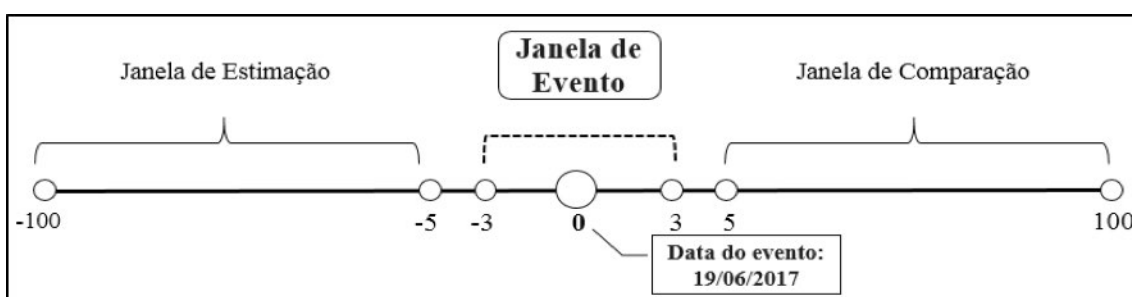 Janela de Estimação
Janela de
Evento
Janela de Comparação
-100
-5
-3
0
3
5
100
Data do evento:
19/06/2017